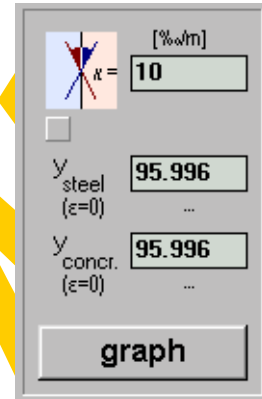 [‰/m]
κ = 10
y steel 95.996
(ε=0) ...
y concr. 95.996
(ε=0) ...
graph